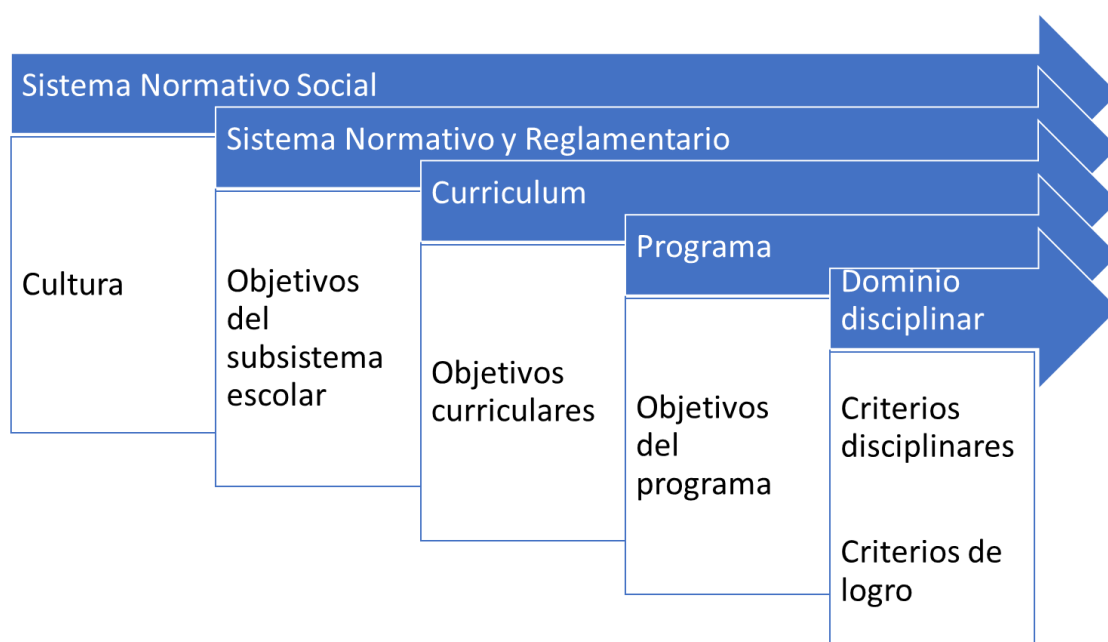 Sistema Normativo Social
Sistema Normativo y Reglamentario
Curriculum
Programa
Dominio
disciplinar
Cultura
Objetivos
del
subsistema
escolar
Objetivos
curriculares
Objetivos
del
programa
Criterios
disciplinares
Criterios de
logro